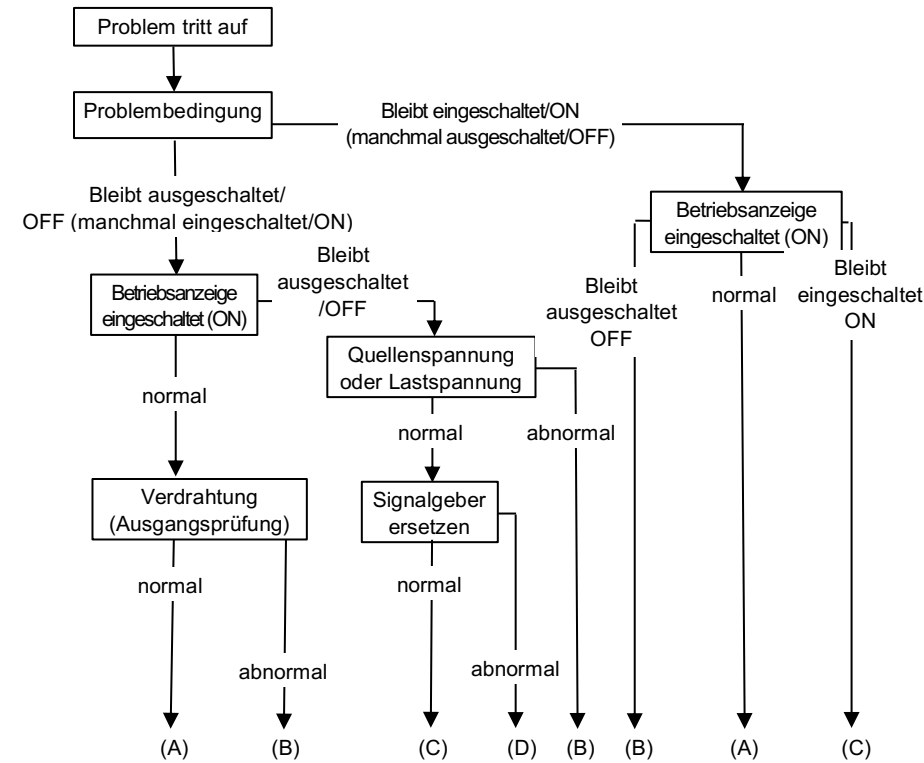 Problem tritt auf
Problembedingung
Bleibt eingeschaltet/ON
(manchmal ausgeschaltet/OFF)
Bleibt ausgeschaltet/
OFF (manchmal eingeschaltet/ON)
Betriebsanzeige
eingeschaltet (ON)
Bleibt
ausgeschaltet
/OFF
Betriebsanzeige
eingeschaltet (ON)
Bleibt
ausgeschaltet
OFF
normal
Bleibt
eingeschaltet
ON
Quellenspannung
oder Lastspannung
normal
normal
abnormal
Verdrahtung
(Ausgangsprüfung)
Signalgeber
ersetzen
normal
normal
abnormal
abnormal
(A) (B) (C) (D) (B) (B) (A) (C)